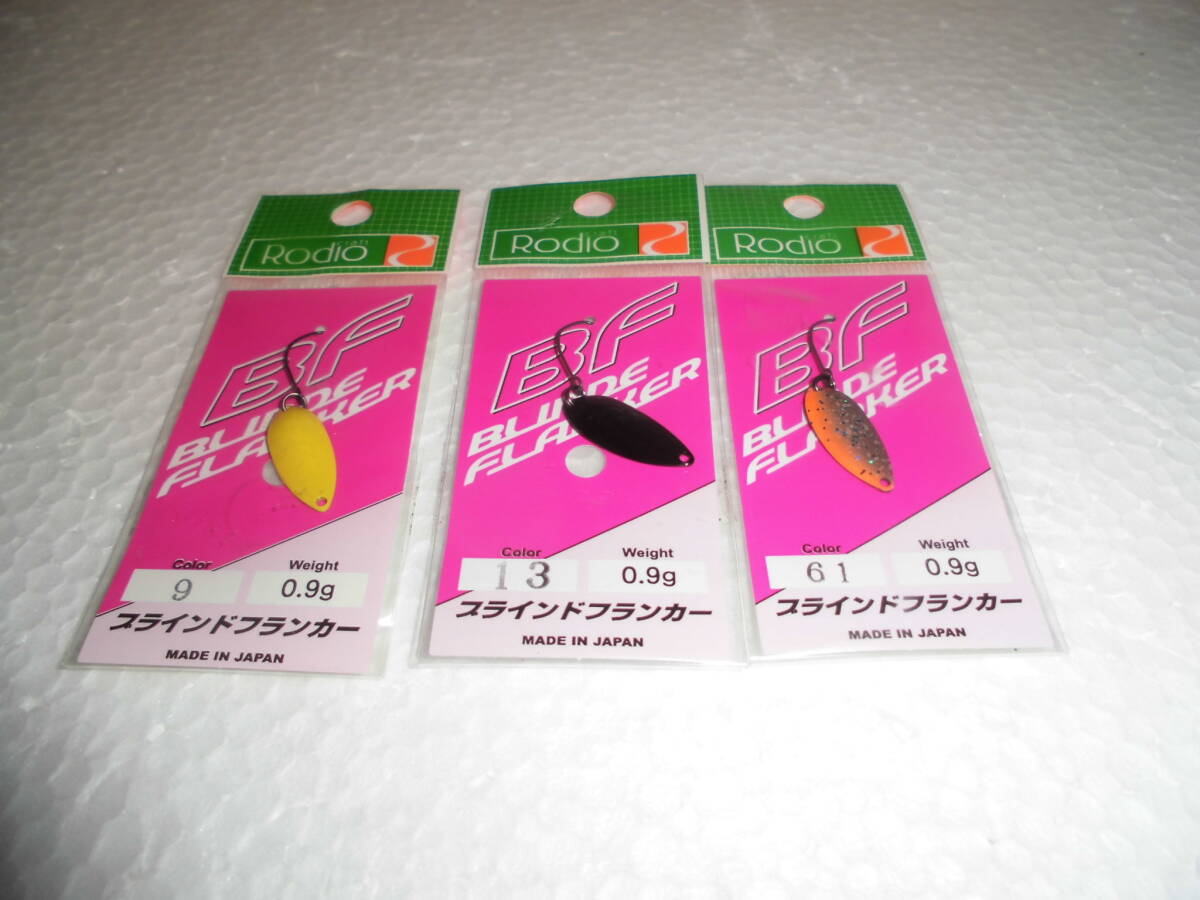 Rodio craft
BF
BLINDE
FLANKER
Color
Weight
9
0.9g
ブラインドフランカー
MADE IN JAPAN
Rodio craft
BF
BLINDE
FLANKER
Color
Weight
13
0.9g
ブラインドフランカー
MADE IN JAPAN
Rodio craft
BF
BLINDE
FLANKER
Color
Weight
61
0.9g
ブラインドフランカー
MADE IN JAPAN